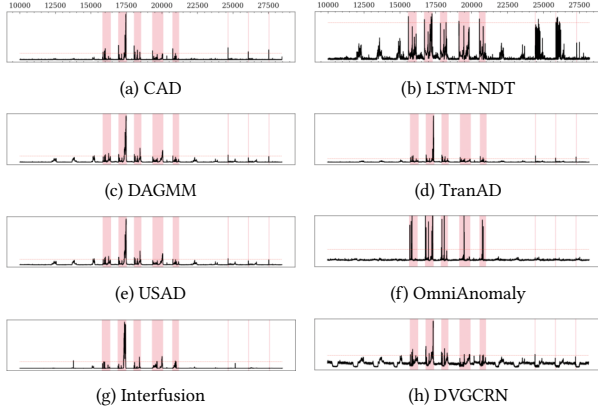 10000 12500 15000 17500 20000 22500 25000 27500
10000 12500 15000 17500 20000 22500 25000 27500
(a) CAD
(b) LSTM-NDT
(c) DAGMM
(d) TranAD
(e) USAD
(f) OmniAnomaly
(g) Interfusion
(h) DVGCRN